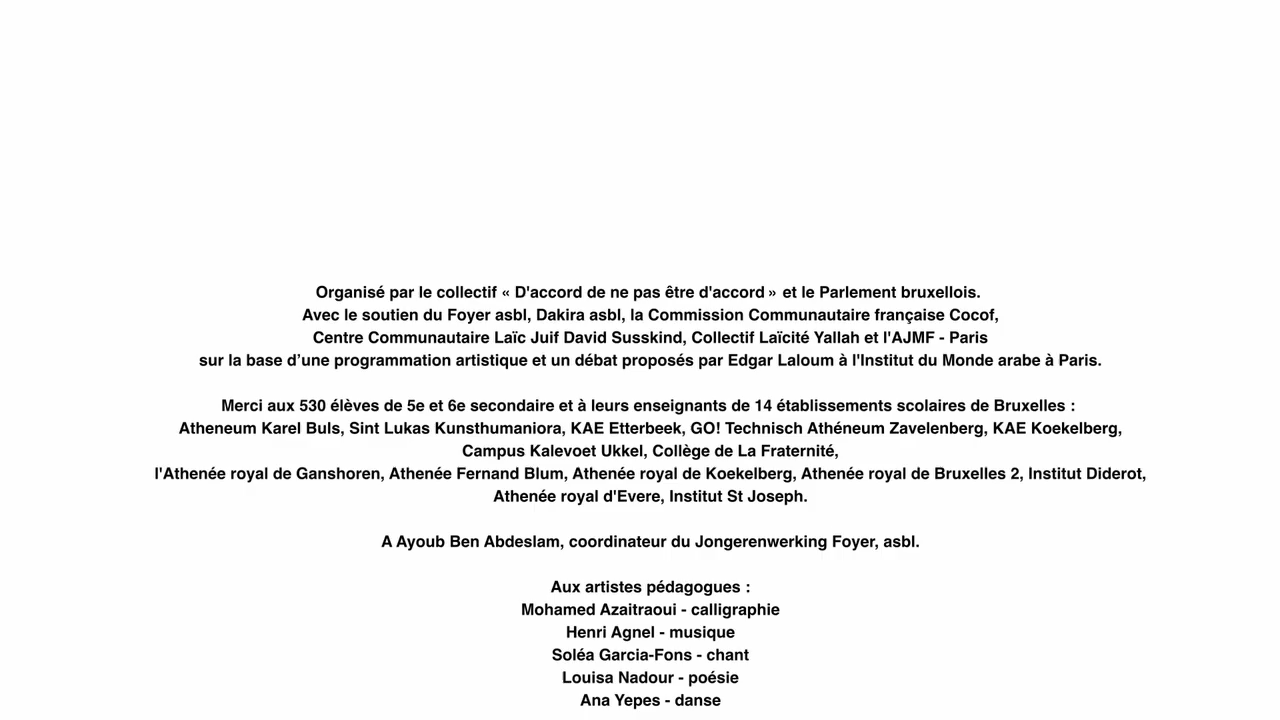 Organisé par le collectif « D'accord de ne pas être d'accord » et le Parlement bruxellois.
Avec le soutien du Foyer asbl, Dakira asbl, la Commission Communautaire française Cocof,
Centre Communautaire Laïc Juif David Susskind, Collectif Laïcité Yallah et l'AJMF - Paris
sur la base d’une programmation artistique et un débat proposés par Edgar Laloum à l'Institut du Monde arabe à Paris.
Merci aux 530 élèves de 5e et 6e secondaire et à leurs enseignants de 14 établissements scolaires de Bruxelles :
Atheneum Karel Buls, Sint Lukas Kunsthumaniora, KAE Etterbeek, GO! Technisch Athéneum Zavelenberg, KAE Koekelberg,
Campus Kalevoet Ukkel, Collège de La Fraternité,
l'Athenée royal de Ganshoren, Athenée Fernand Blum, Athenée royal de Koekelberg, Athenée royal de Bruxelles 2, Institut Diderot,
Athenée royal d'Evere, Institut St Joseph.
A Ayoub Ben Abdeslam, coordinateur du Jongerenwerking Foyer, asbl.
Aux artistes pédagogues :
Mohamed Azaitraoui - calligraphie
Henri Agnel - musique
Soléa Garcia-Fons - chant
Louisa Nadour - poésie
Ana Yepes - danse